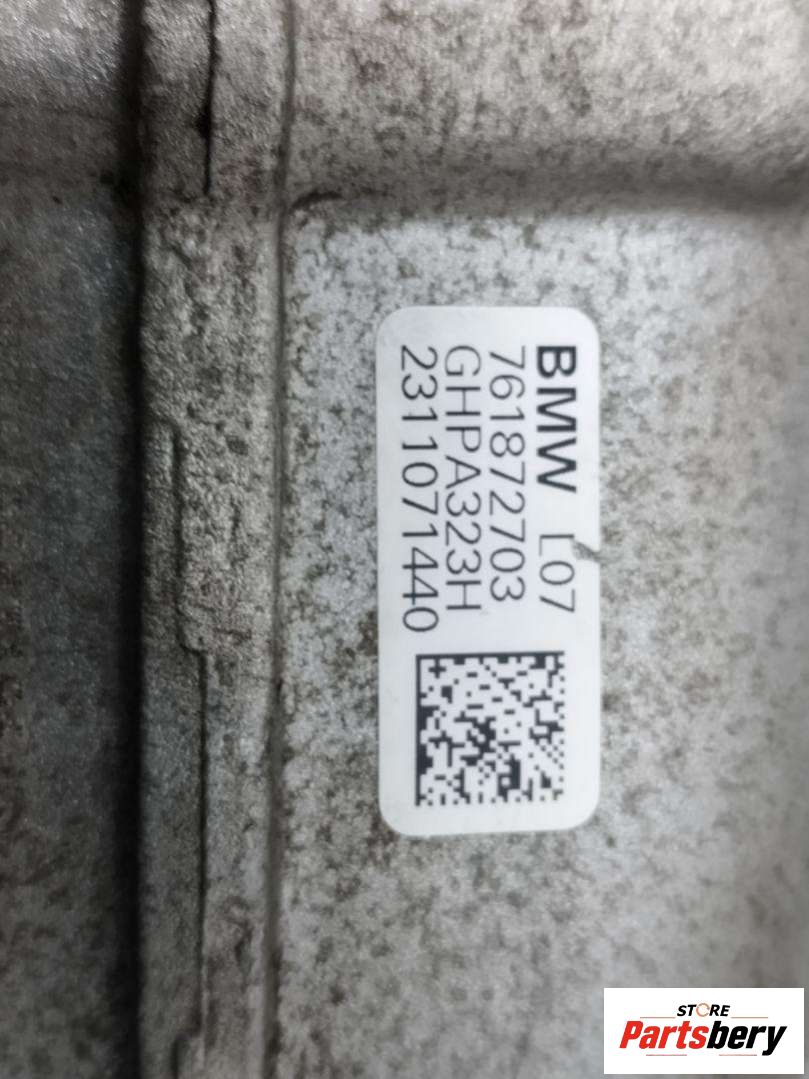 BMW L07
761872703
GHPA323H
2311071440
STORE
Partsbery